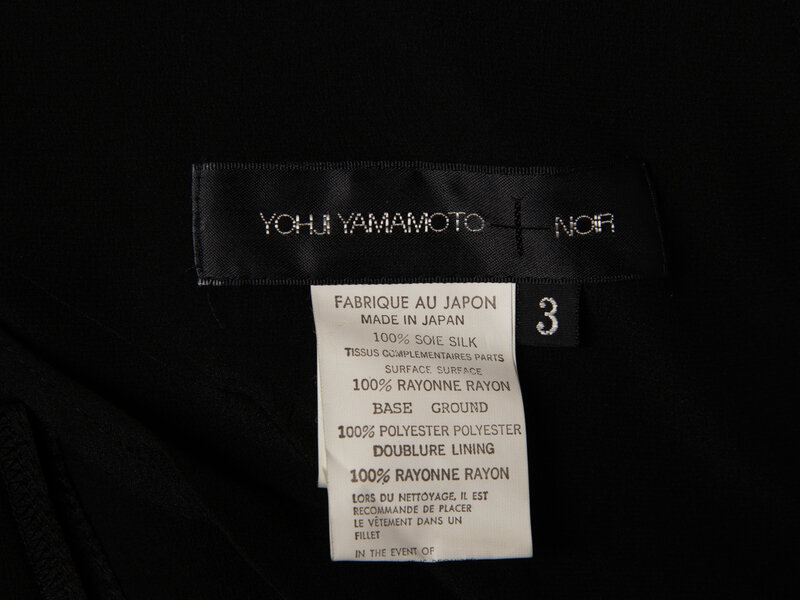 YOHJI YAMAMOTO + NOIR
3
FABRIQUE AU JAPON
MADE IN JAPAN
100% SOIE SILK
TISSUS COMPLEMENTAIRES PARTS
SURFACE SURFACE
100% RAYONNE RAYON
BASE GROUND
100% POLYESTER POLYESTER
DOUBLURE LINING
100% RAYONNE RAYON
LORS DU NETTOYAGE, IL EST
RECOMMANDE DE PLACER
LE VÊTEMENT DANS UN
FILLET
IN THE EVENT OF